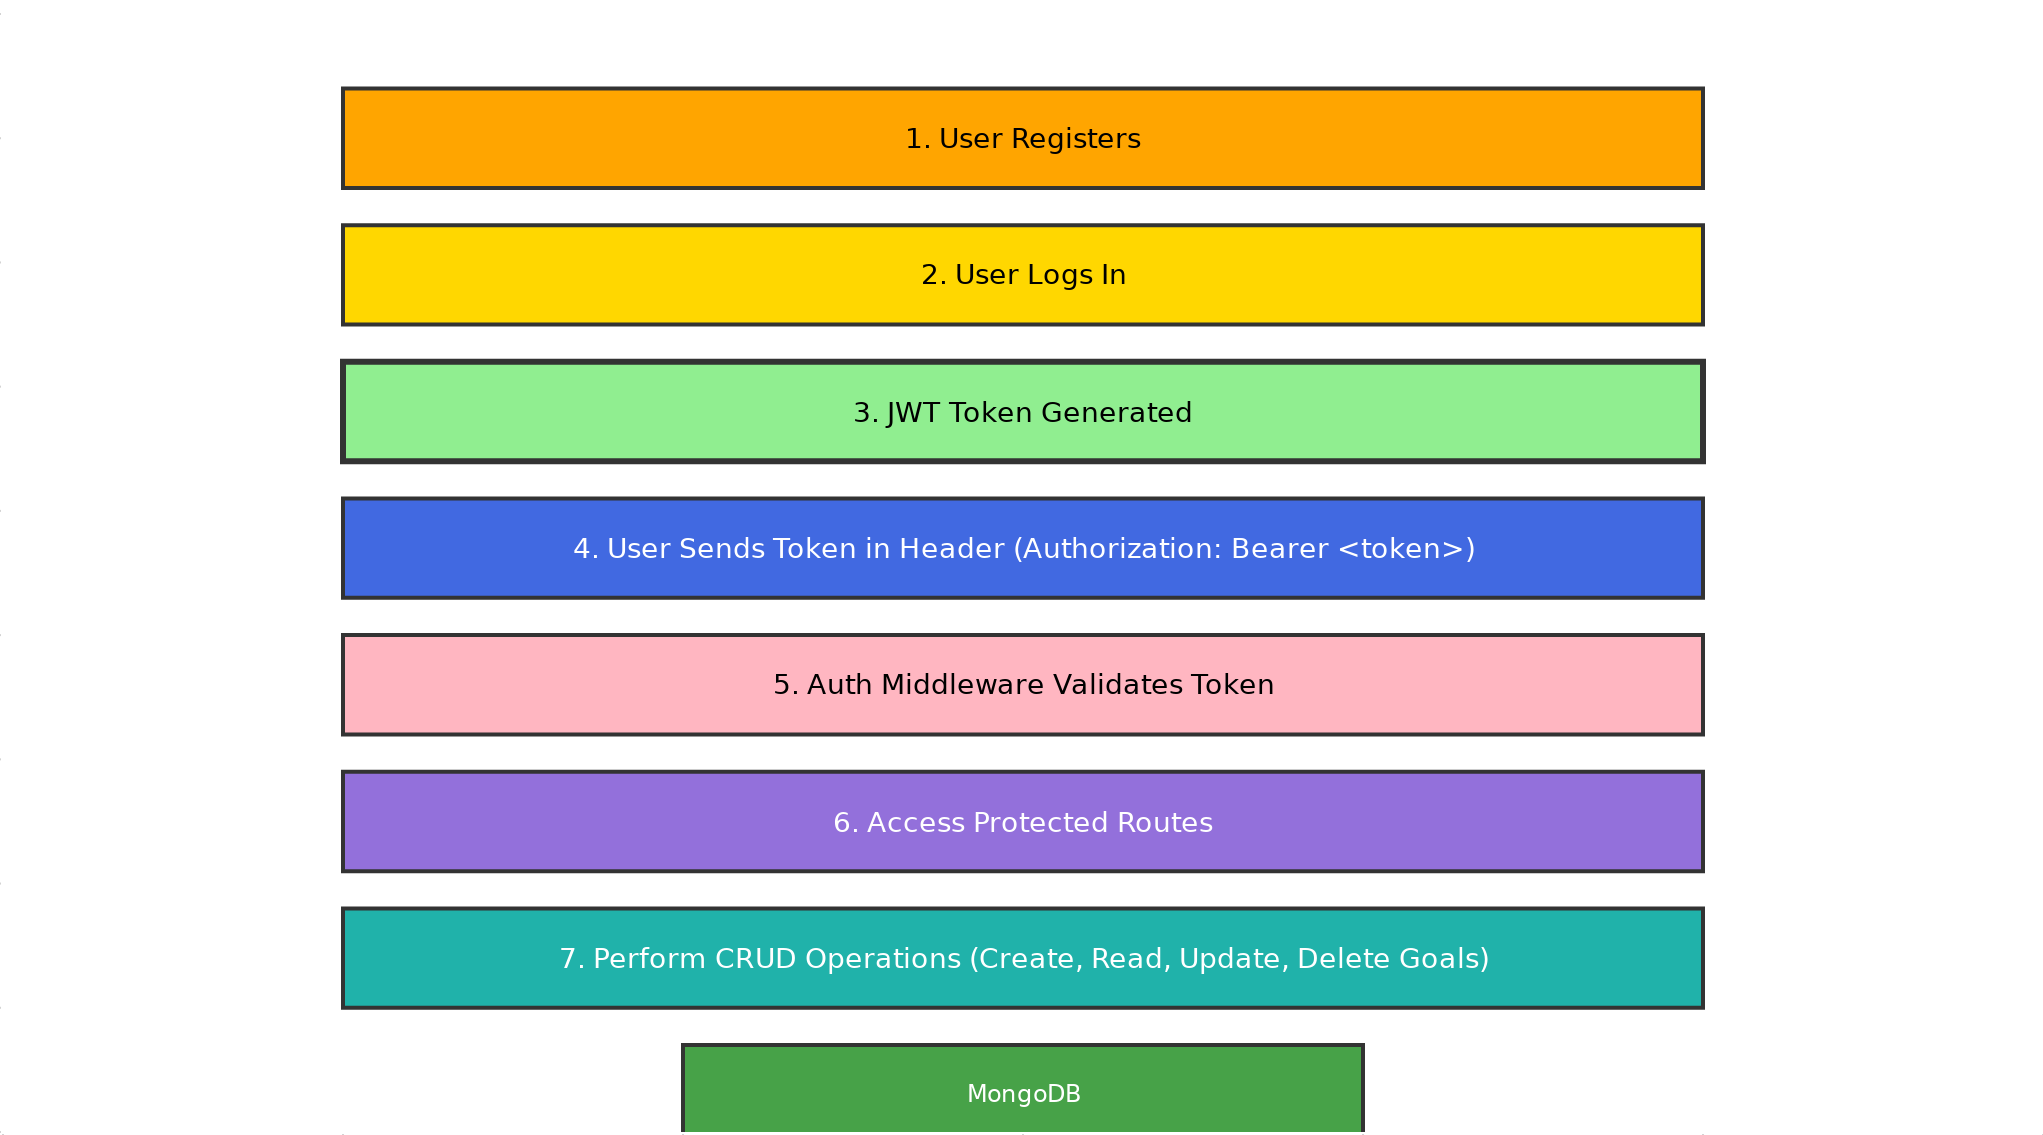 1. User Registers
2. User Logs In
3. JWT Token Generated
4. User Sends Token in Header (Authorization: Bearer <token>)
5. Auth Middleware Validates Token
6. Access Protected Routes
7. Perform CRUD Operations (Create, Read, Update, Delete Goals)
MongoDB